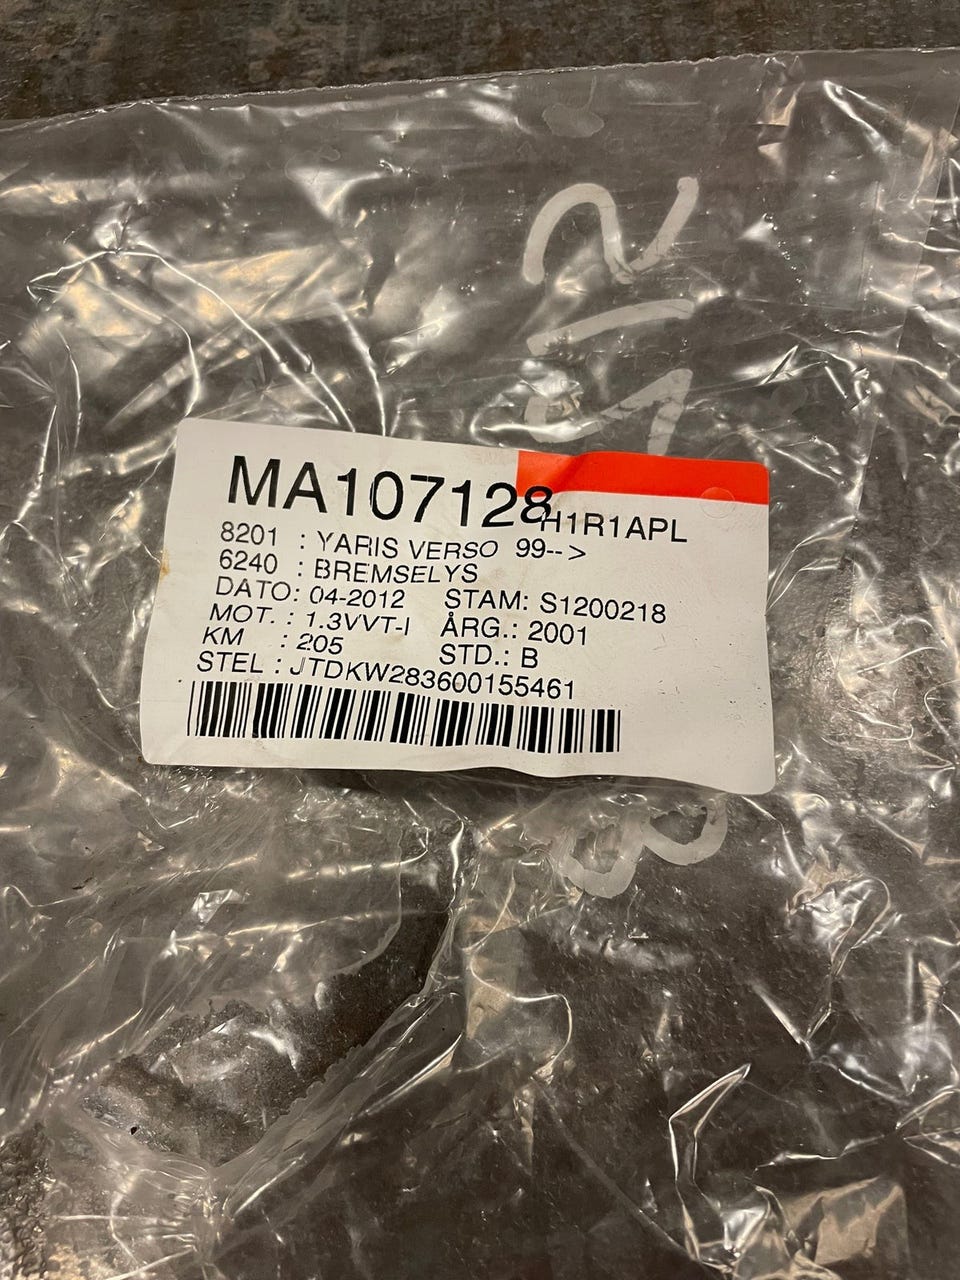 MA107128
H1R1APL
8201 : YARIS VERSO 99-->
6240 : BREMSELYS
DATO: 04-2012 STAM: S1200218
MOT. : 1.3VVT-I ÅRG.: 2001
KM : 205 STD.: B
STEL : JTDKW283600155461